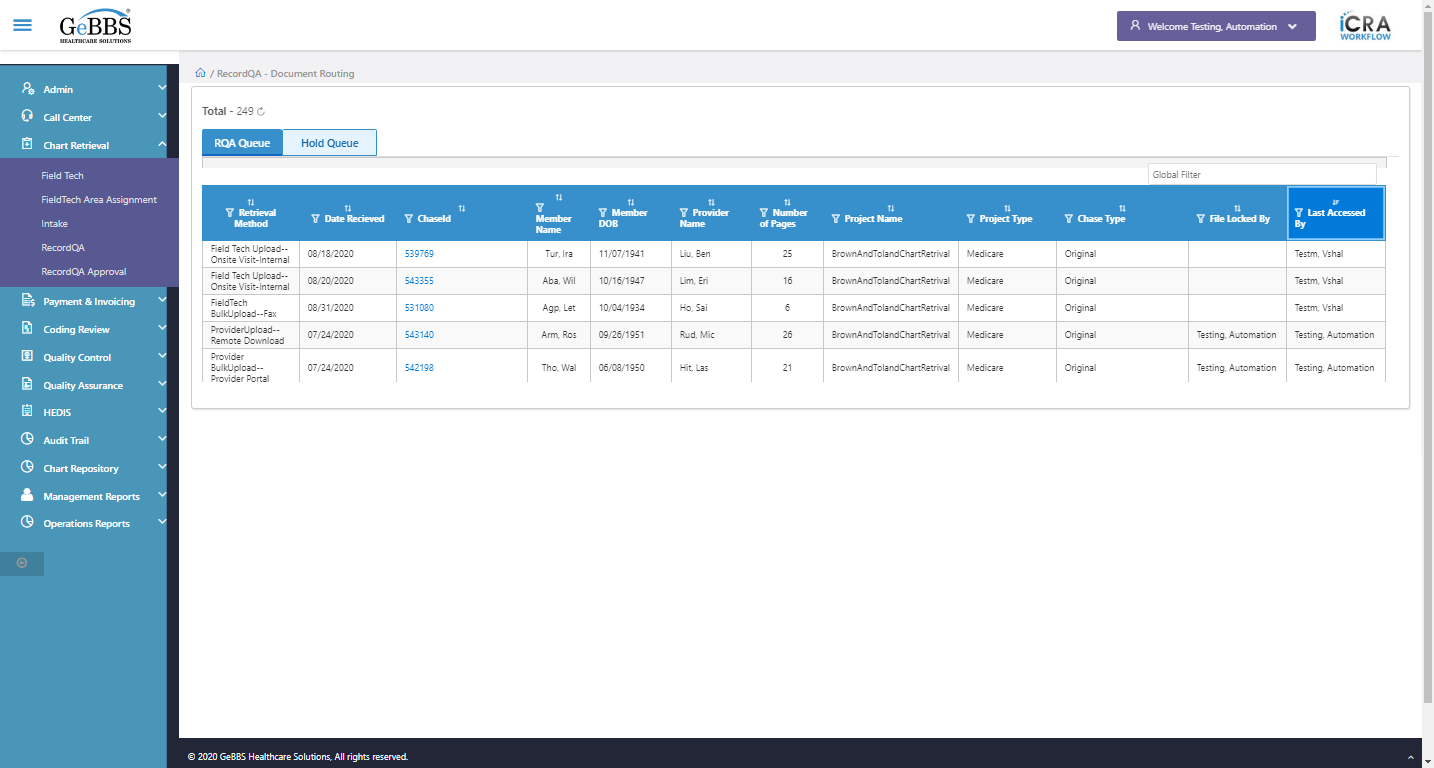 GeBBS®
HEALTHCARE SOLUTIONS
Welcome Testing, Automation
iCRA
WORKFLOW
Admin
Call Center
Chart Retrieval
Field Tech
FieldTech Area Assignment
Intake
RecordQA
RecordQA Approval
Payment & Invoicing
Coding Review
Quality Control
Quality Assurance
HEDIS
Audit Trail
Chart Repository
Management Reports
Operations Reports
/ RecordQA - Document Routing
Total - 249
RQA Queue Hold Queue
Global Filter
Retrieval
Method
Date Recieved
ChaseId
Member
Name
Member
DOB
Provider
Name
Number
of Pages
Project Name
Project Type
Chase Type
File Locked By
Last Accessed
By
Field Tech Upload--
Onsite Visit-Internal
08/18/2020 539769 Tur, Ira 11/07/1941 Liu, Ben 25 BrownAndTolandChartRetrival Medicare Original Testm, Vshal
Field Tech Upload--
Onsite Visit-Internal
08/20/2020 543355 Aba, Wil 10/16/1947 Lim, Eri 16 BrownAndTolandChartRetrival Medicare Original Testm, Vshal
FieldTech
BulkUpload--Fax
08/31/2020 531080 Agp, Let 10/04/1934 Ho, Sai 6 BrownAndTolandChartRetrival Medicare Original Testm, Vshal
ProviderUpload--
Remote Download
07/24/2020 543140 Arm, Ros 09/26/1951 Rud, Mic 26 BrownAndTolandChartRetrival Medicare Original Testing, Automation Testing, Automation
Provider
BulkUpload--
Provider Portal
07/24/2020 542198 Tho, Wal 06/08/1950 Hit, Las 21 BrownAndTolandChartRetrival Medicare Original Testing, Automation Testing, Automation
© 2020 GeBBS Healthcare Solutions, All rights reserved.